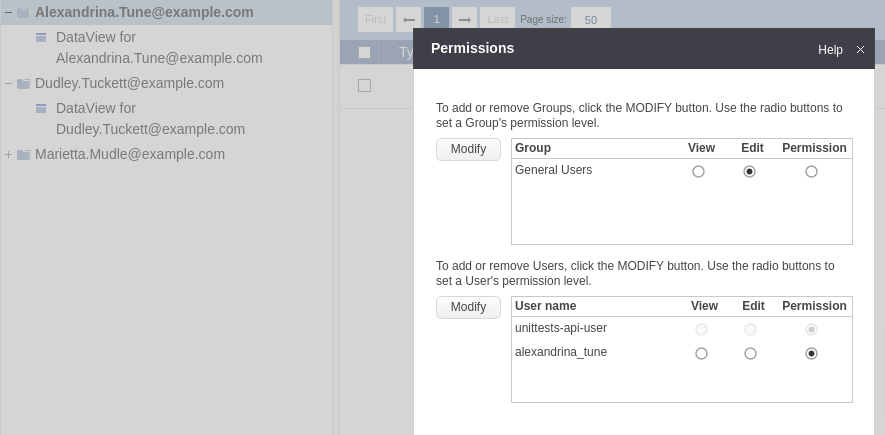 Alexandrina.Tune@example.com
DataView for
Alexandrina.Tune@example.com
Dudley.Tuckett@example.com
DataView for
Dudley.Tuckett@example.com
Marietta.Mudle@example.com
First 1 Last Page size: 50
Permissions Help
To add or remove Groups, click the MODIFY button. Use the radio buttons to
set a Group's permission level.
Modify
Group View Edit Permission
General Users
To add or remove Users, click the MODIFY button. Use the radio buttons to
set a User's permission level.
Modify
User name View Edit Permission
unittests-api-user
alexandrina_tune